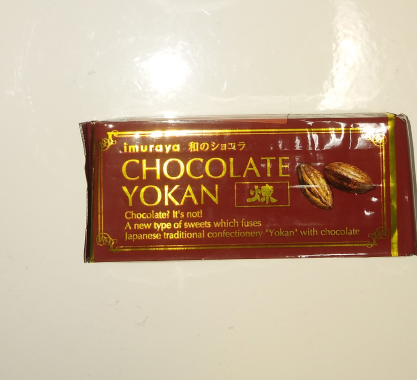 imuraya 和のショコラ
CHOCOLATE
YOKAN 煉
Chocolate? It's not!
A new type of sweets which fuses
Japanese traditional confectionery "Yokan" with chocolate